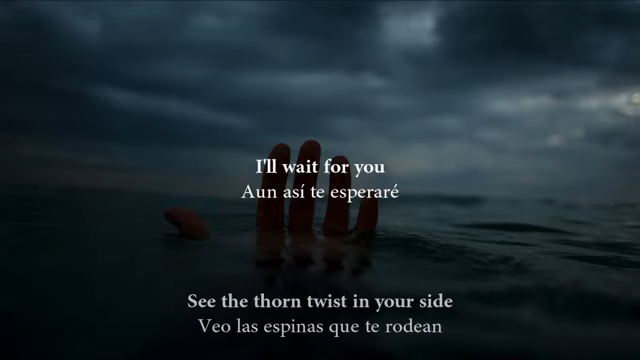 I'll wait for you
Aun así te esperaré
See the thorn twist in your side
Veo las espinas que te rodean